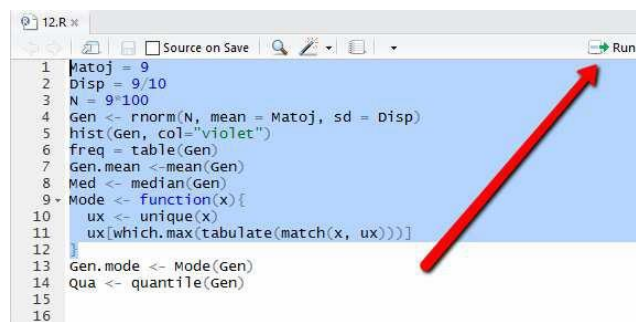 12.R ×
Source on Save Run
1 Matoj = 9
2 Disp = 9/10
3 N = 9*100
4 Gen <- rnorm(N, mean = Matoj, sd = Disp)
5 hist(Gen, col="violet")
6 freq = table(Gen)
7 Gen.mean <-mean(Gen)
8 Med <- median(Gen)
9 Mode <- function(x){
10 ux <- unique(x)
11 ux[which.max(tabulate(match(x, ux)))]
12 }
13 Gen.mode <- Mode(Gen)
14 Qua <- quantile(Gen)
15
16